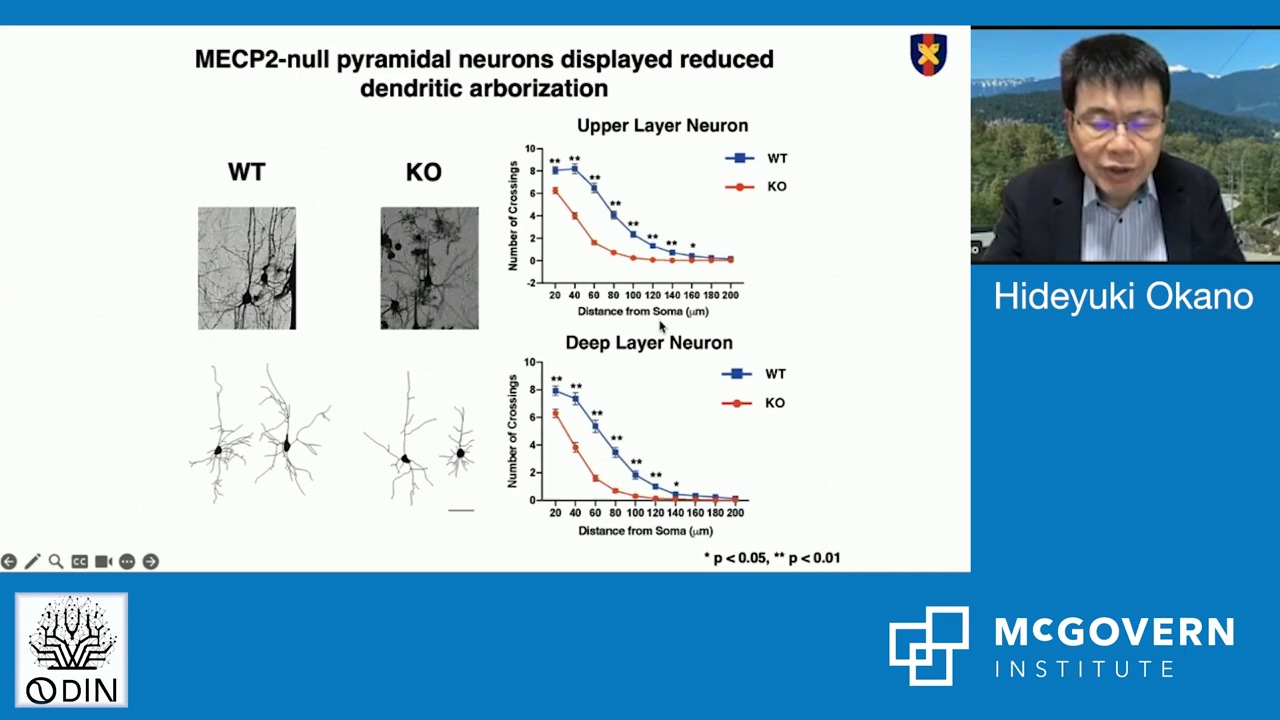 MECP2-null pyramidal neurons displayed reduced
dendritic arborization
WT
KO
Upper Layer Neuron
Number of Crossings
10
8
6
4
2
0
-2
20 40 60 80 100 120 140 160 180 200
Distance from Soma (μm)
** ** ** ** ** ** ** *
WT
KO
Deep Layer Neuron
Number of Crossings
10
8
6
4
2
0
20 40 60 80 100 120 140 160 180 200
Distance from Soma (μm)
** ** ** ** ** ** *
WT
KO
* p < 0.05, ** p < 0.01
CC
Hideyuki Okano
ODIN
McGOVERN
INSTITUTE